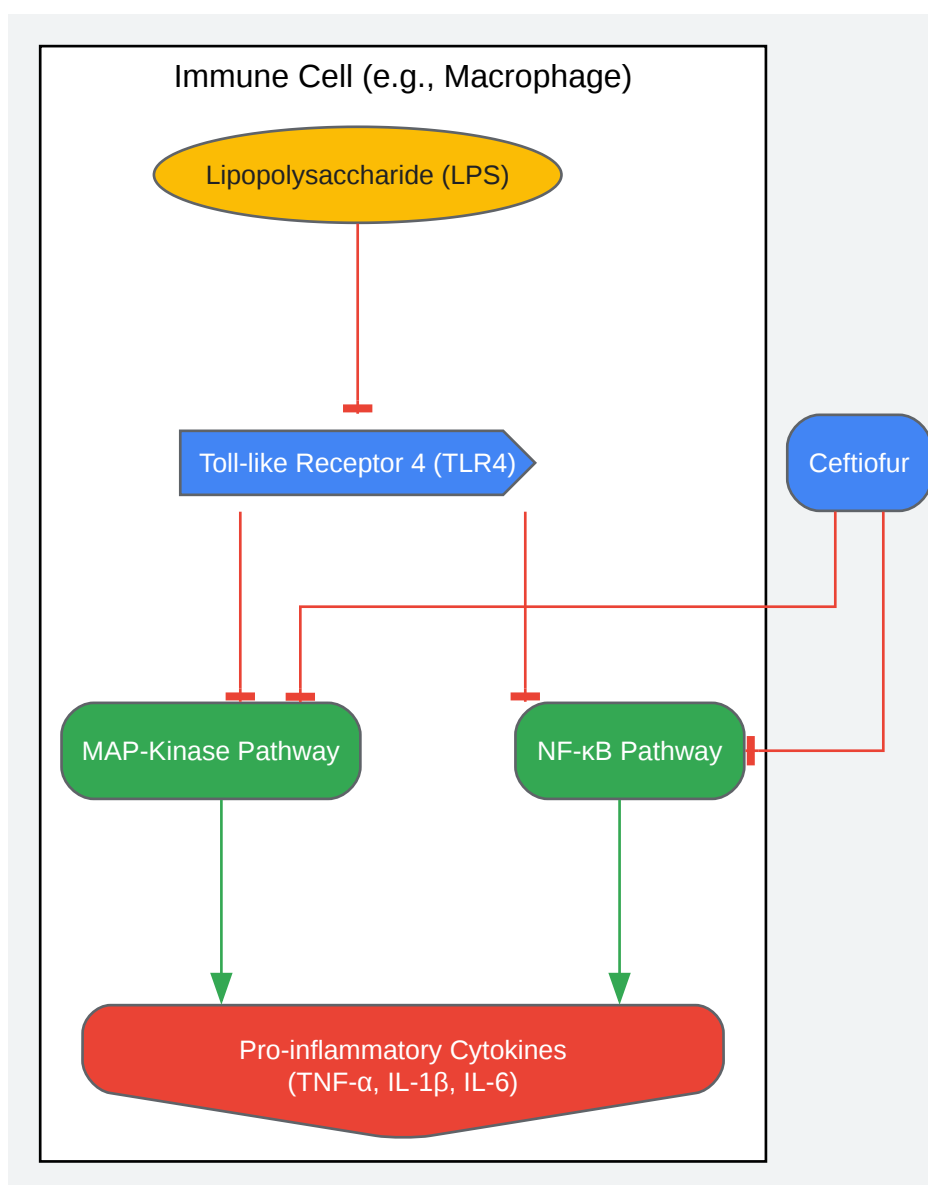 Immune Cell (e.g., Macrophage)
Lipopolysaccharide (LPS)
Toll-like Receptor 4 (TLR4)
Ceftiofur
MAP-Kinase Pathway
NF-κB Pathway
Pro-inflammatory Cytokines
(TNF-α, IL-1β, IL-6)